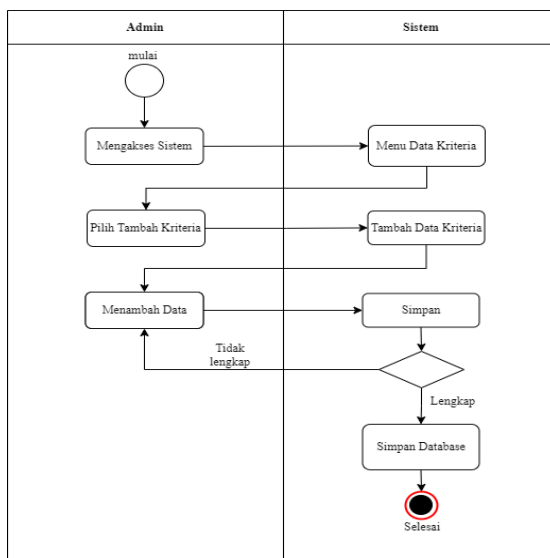 Admin
Sistem
mulai
Mengakses Sistem
Menu Data Kriteria
Pilih Tambah Kriteria
Tambah Data Kriteria
Menambah Data
Simpan
Tidak
lengkap
Lengkap
Simpan Database
Selesai